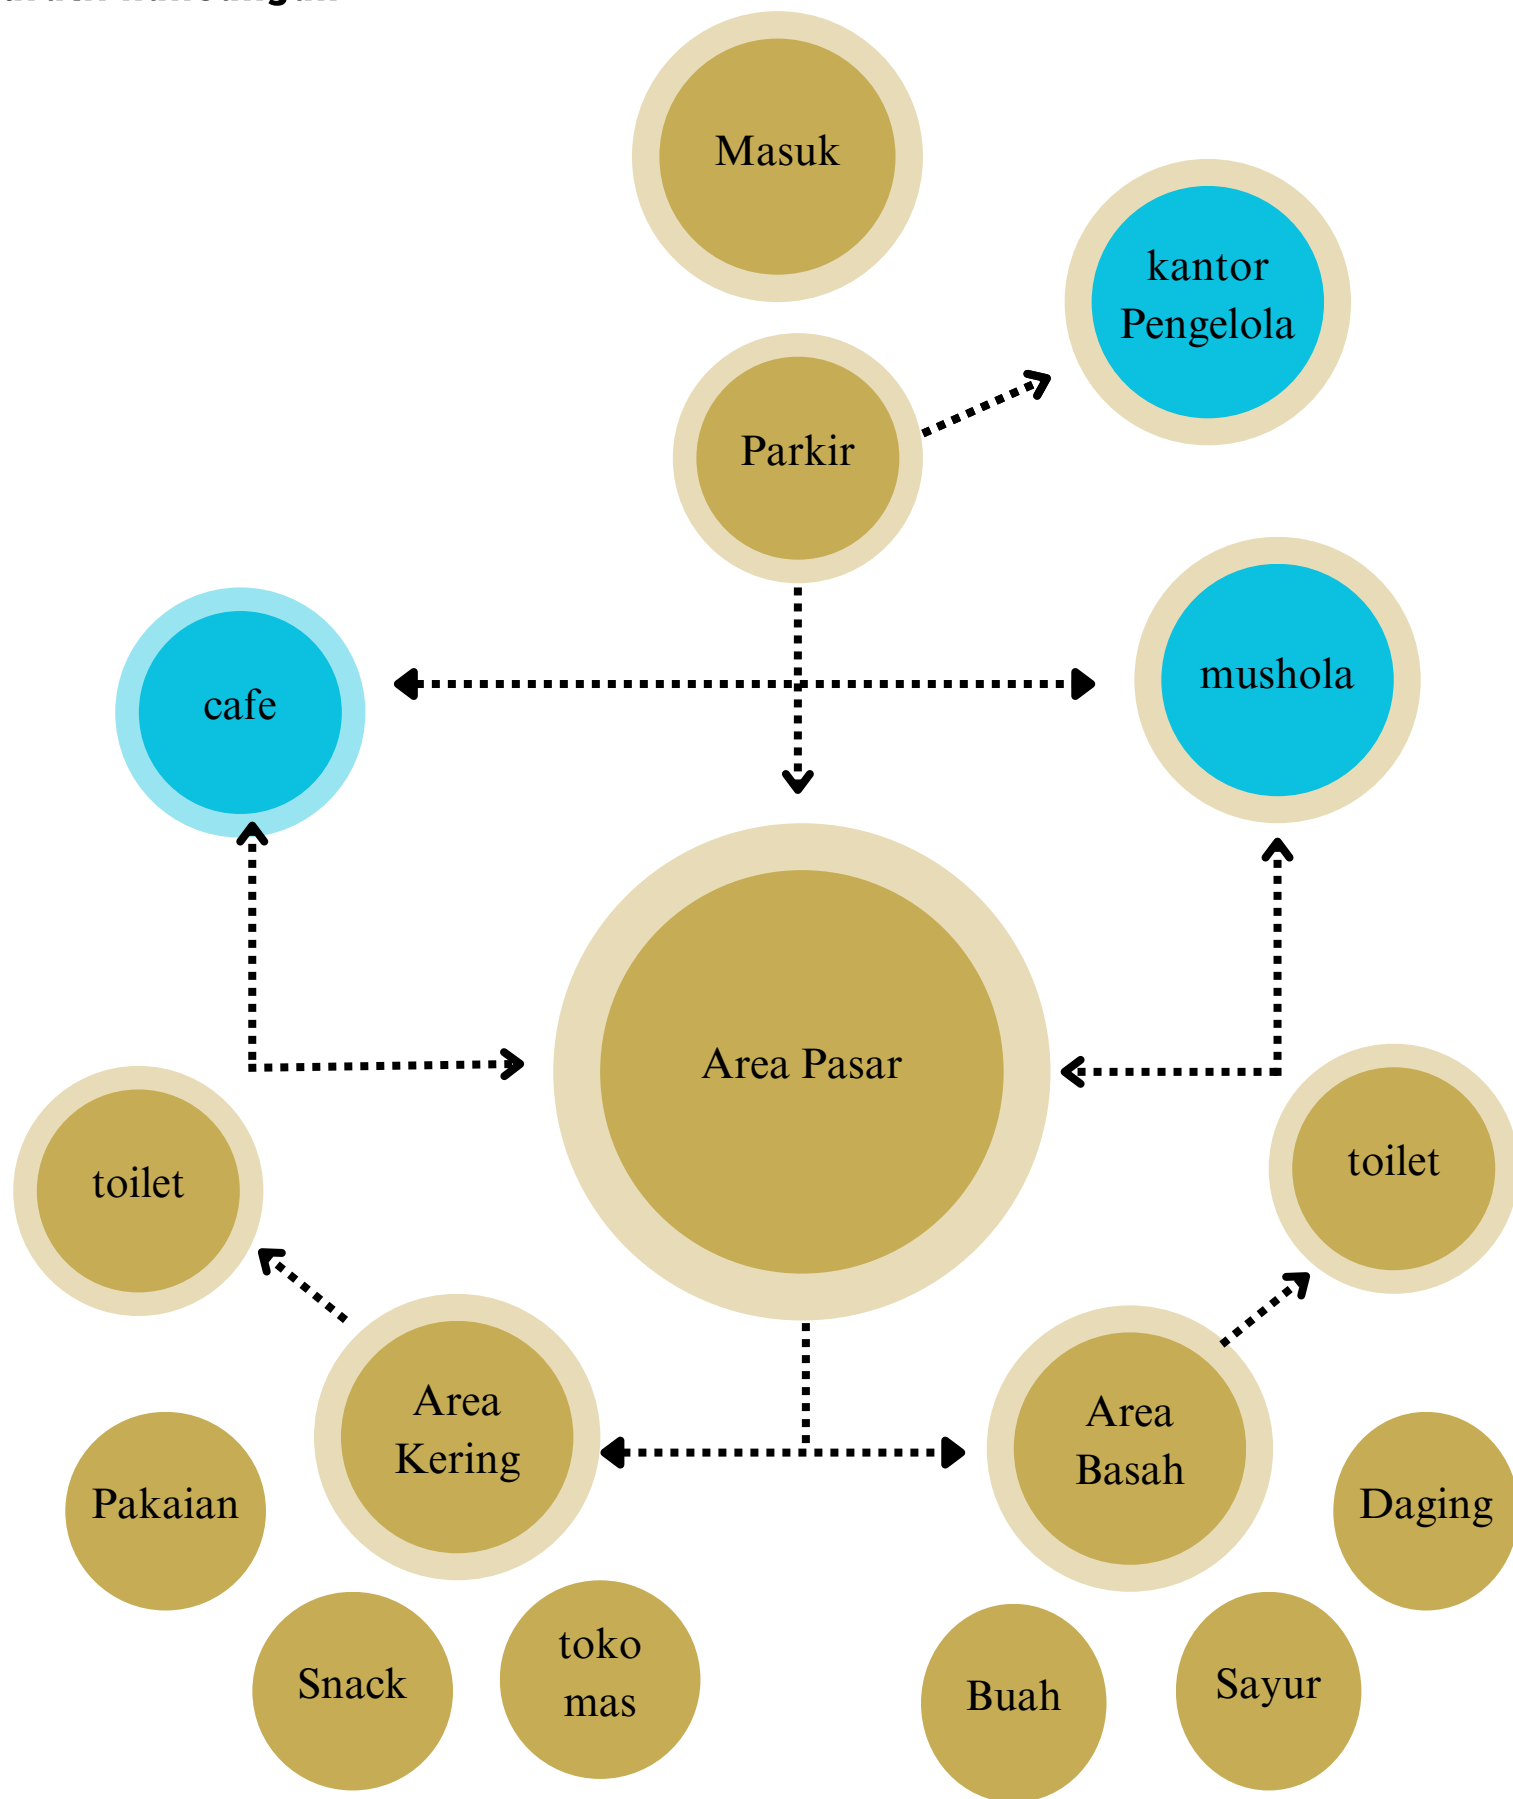 Masuk
kantor
Pengelola
Parkir
cafe
mushola
Area Pasar
toilet
toilet
Area
Kering
Area
Basah
Pakaian
Daging
Snack
toko
mas
Buah
Sayur